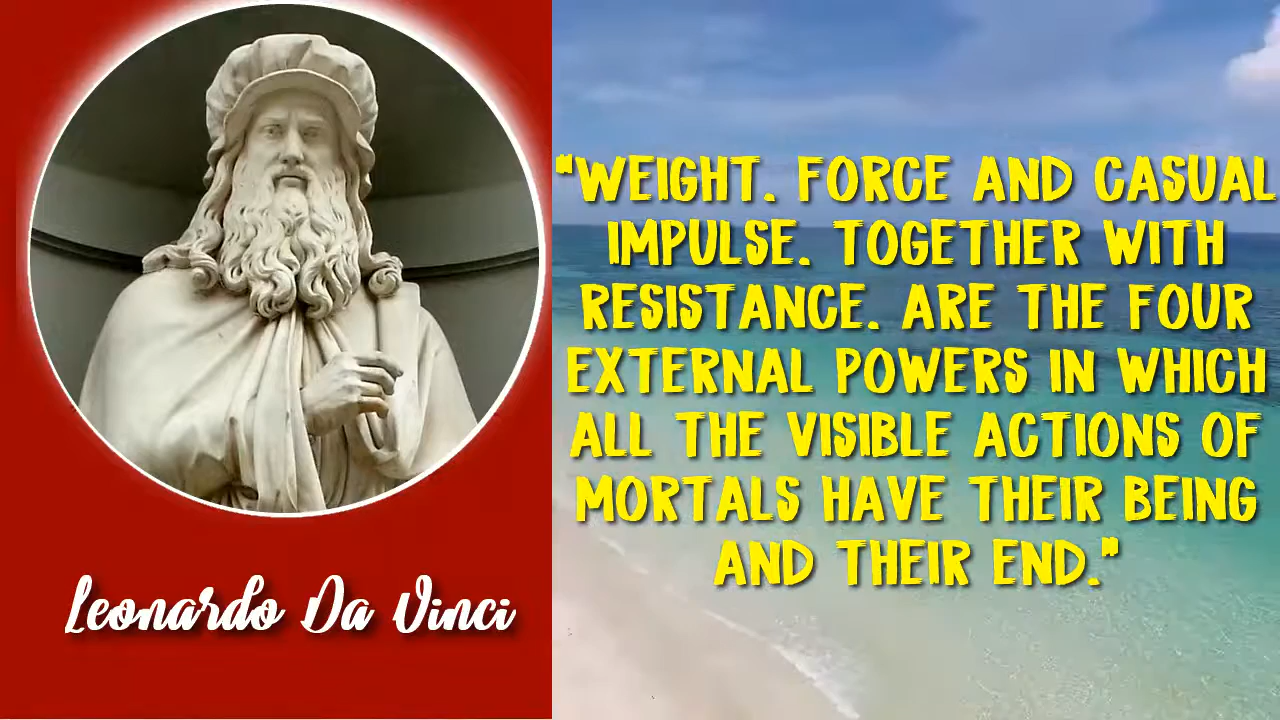 Leonardo Da Vinci
"WEIGHT. FORCE AND CASUAL
IMPULSE. TOGETHER WITH
RESISTANCE. ARE THE FOUR
EXTERNAL POWERS IN WHICH
ALL THE VISIBLE ACTIONS OF
MORTALS HAVE THEIR BEING
AND THEIR END."